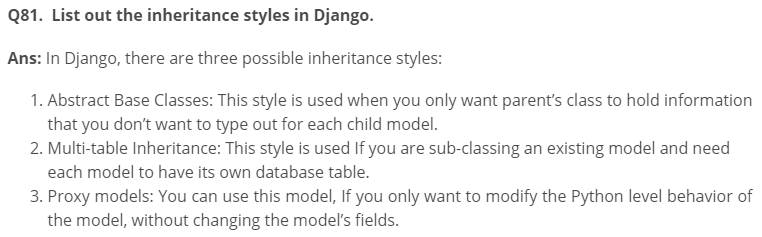 Q81. List out the inheritance styles in Django.
Ans: In Django, there are three possible inheritance styles:
1. Abstract Base Classes: This style is used when you only want parent’s class to hold information
that you don’t want to type out for each child model.
2. Multi-table Inheritance: This style is used If you are sub-classing an existing model and need
each model to have its own database table.
3. Proxy models: You can use this model, If you only want to modify the Python level behavior of
the model, without changing the model’s fields.